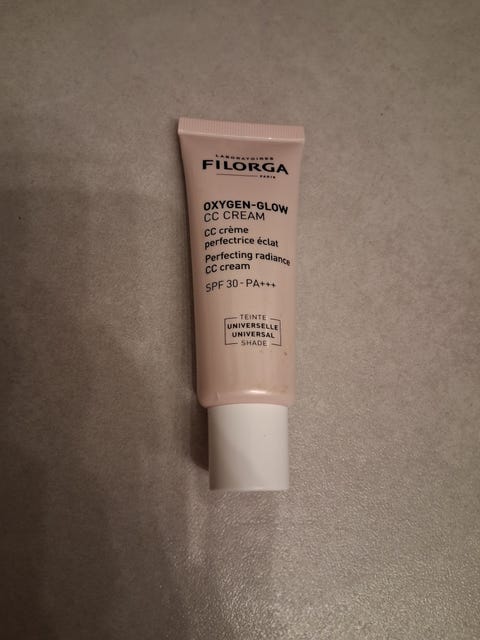 LABORATOIRES
FILORGA
PARIS
OXYGEN-GLOW
CC CREAM
CC crème
perfectrice éclat
Perfecting radiance
CC cream
SPF 30 - PA+++
TEINTE
UNIVERSELLE
UNIVERSAL
SHADE